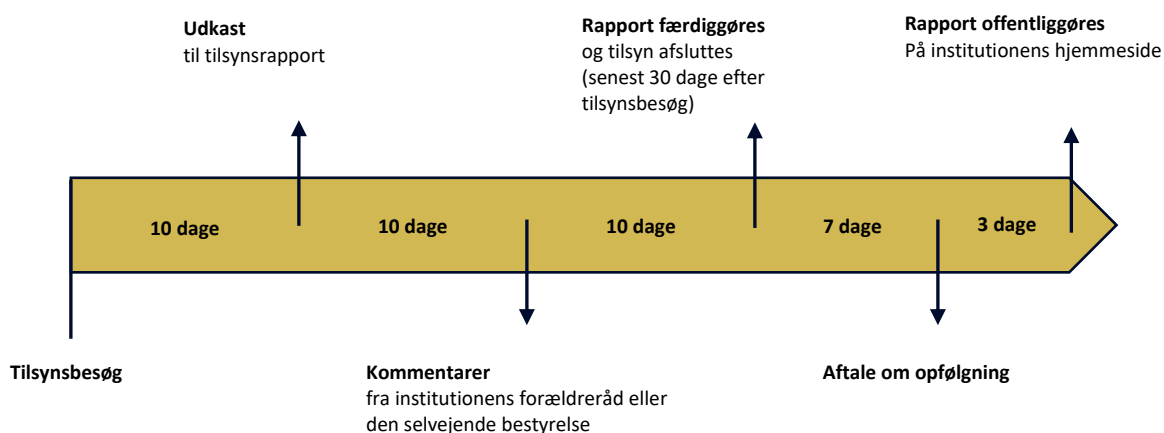 Udkast
til tilsynsrapport
Rapport færdiggøres
og tilsyn afsluttes
(senest 30 dage efter
tilsynsbesøg)
Rapport offentliggøres
På institutionens hjemmeside
10 dage
10 dage
10 dage
7 dage
3 dage
Tilsynsbesøg
Kommentarer
fra institutionens forældreråd eller
den selvejende bestyrelse
Aftale om opfølgning